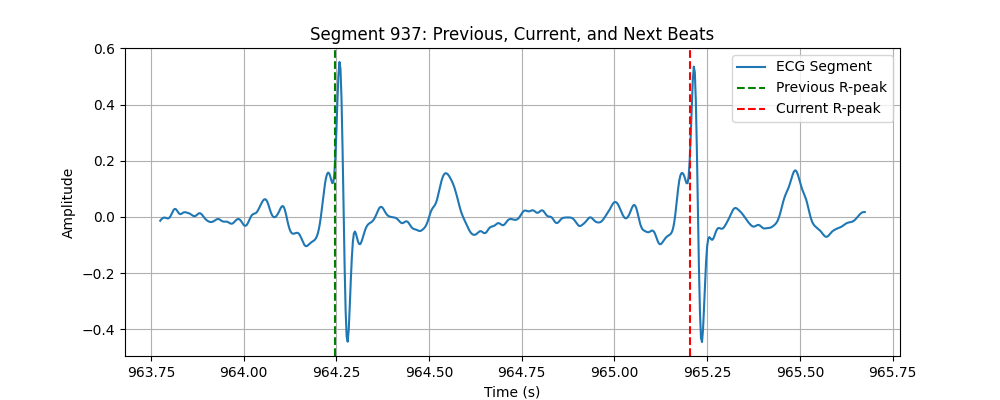 Segment 937: Previous, Current, and Next Beats
ECG Segment
Previous R-peak
Current R-peak
Amplitude
0.6
0.4
0.2
0.0
−0.2
−0.4
963.75 964.00 964.25 964.50 964.75 965.00 965.25 965.50 965.75
Time (s)